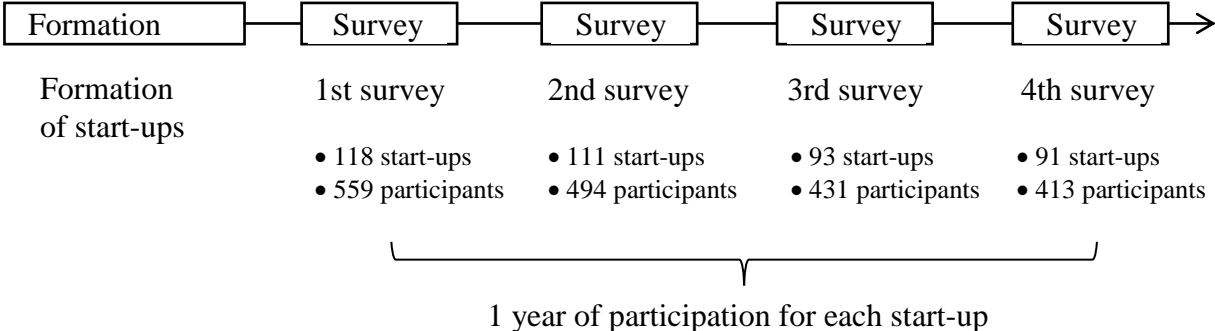 Formation Survey Survey Survey Survey
Formation 1st survey 2nd survey 3rd survey 4th survey
of start-ups
• 118 start-ups • 111 start-ups • 93 start-ups • 91 start-ups
• 559 participants • 494 participants • 431 participants • 413 participants
1 year of participation for each start-up